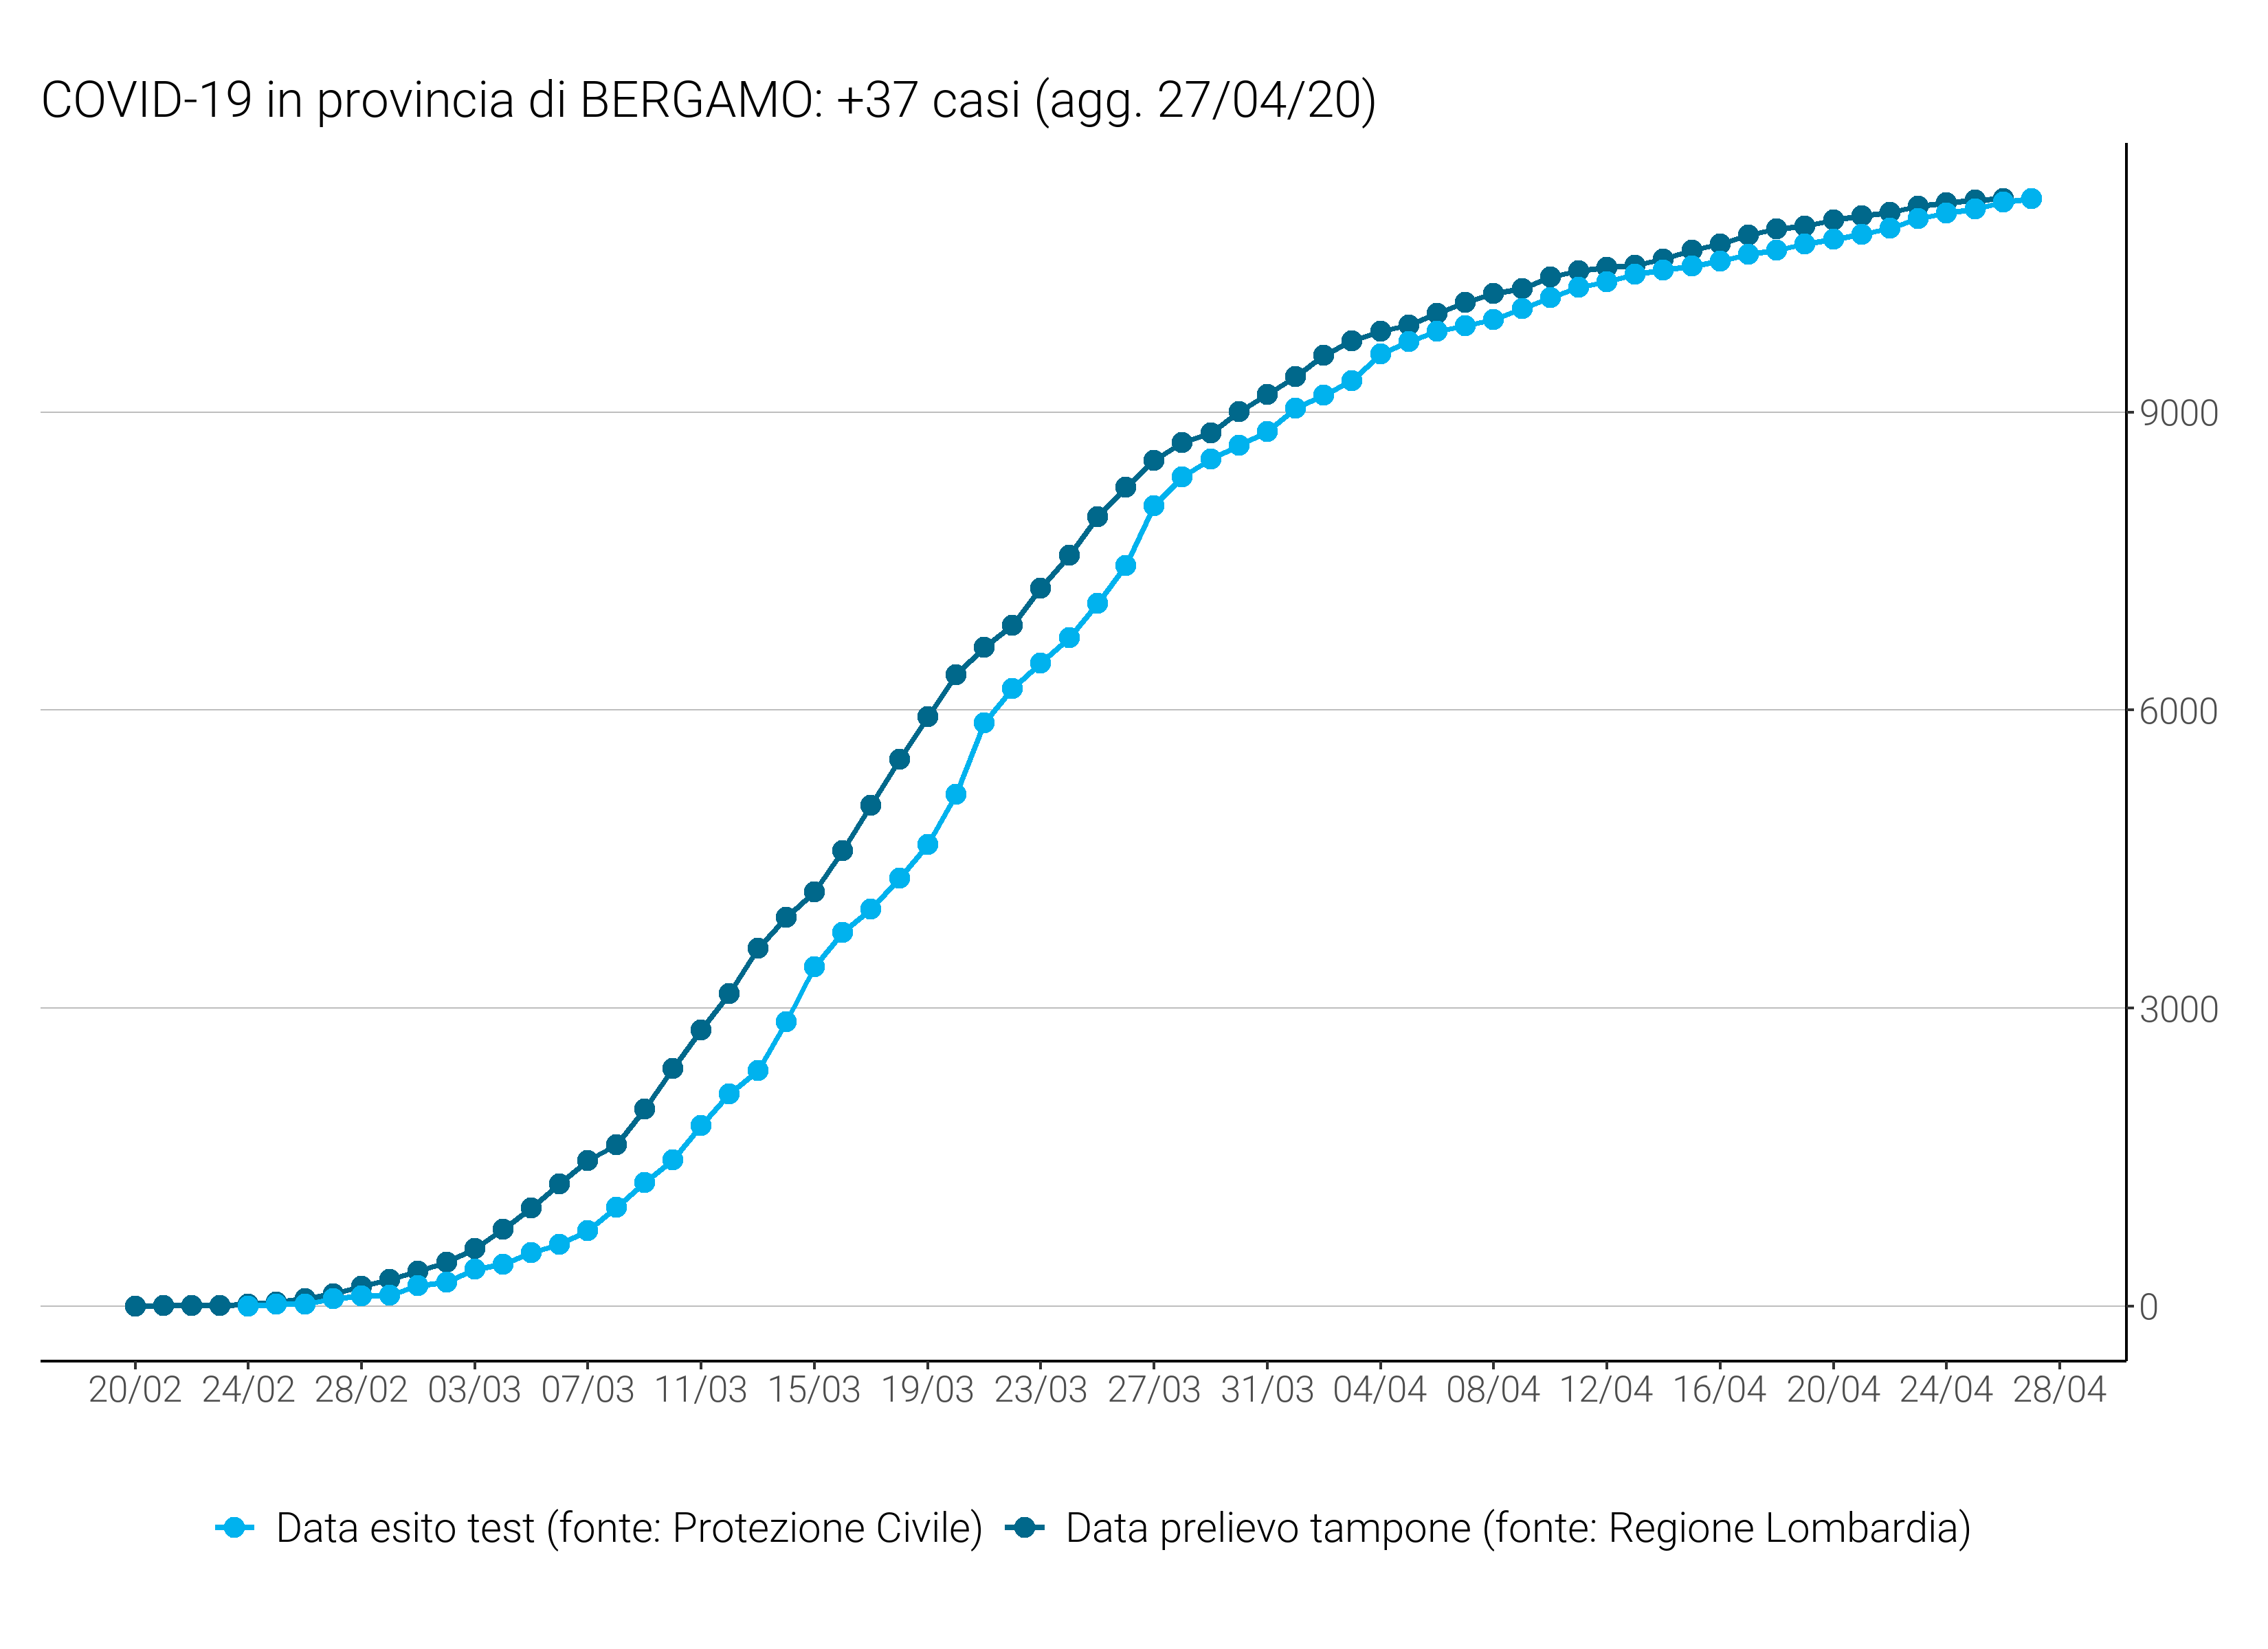 COVID-19 in provincia di BERGAMO: +37 casi (agg. 27/04/20)
9000
6000
3000
0
20/02 24/02 28/02 03/03 07/03 11/03 15/03 19/03 23/03 27/03 31/03 04/04 08/04 12/04 16/04 20/04 24/04 28/04
Data esito test (fonte: Protezione Civile) Data prelievo tampone (fonte: Regione Lombardia)